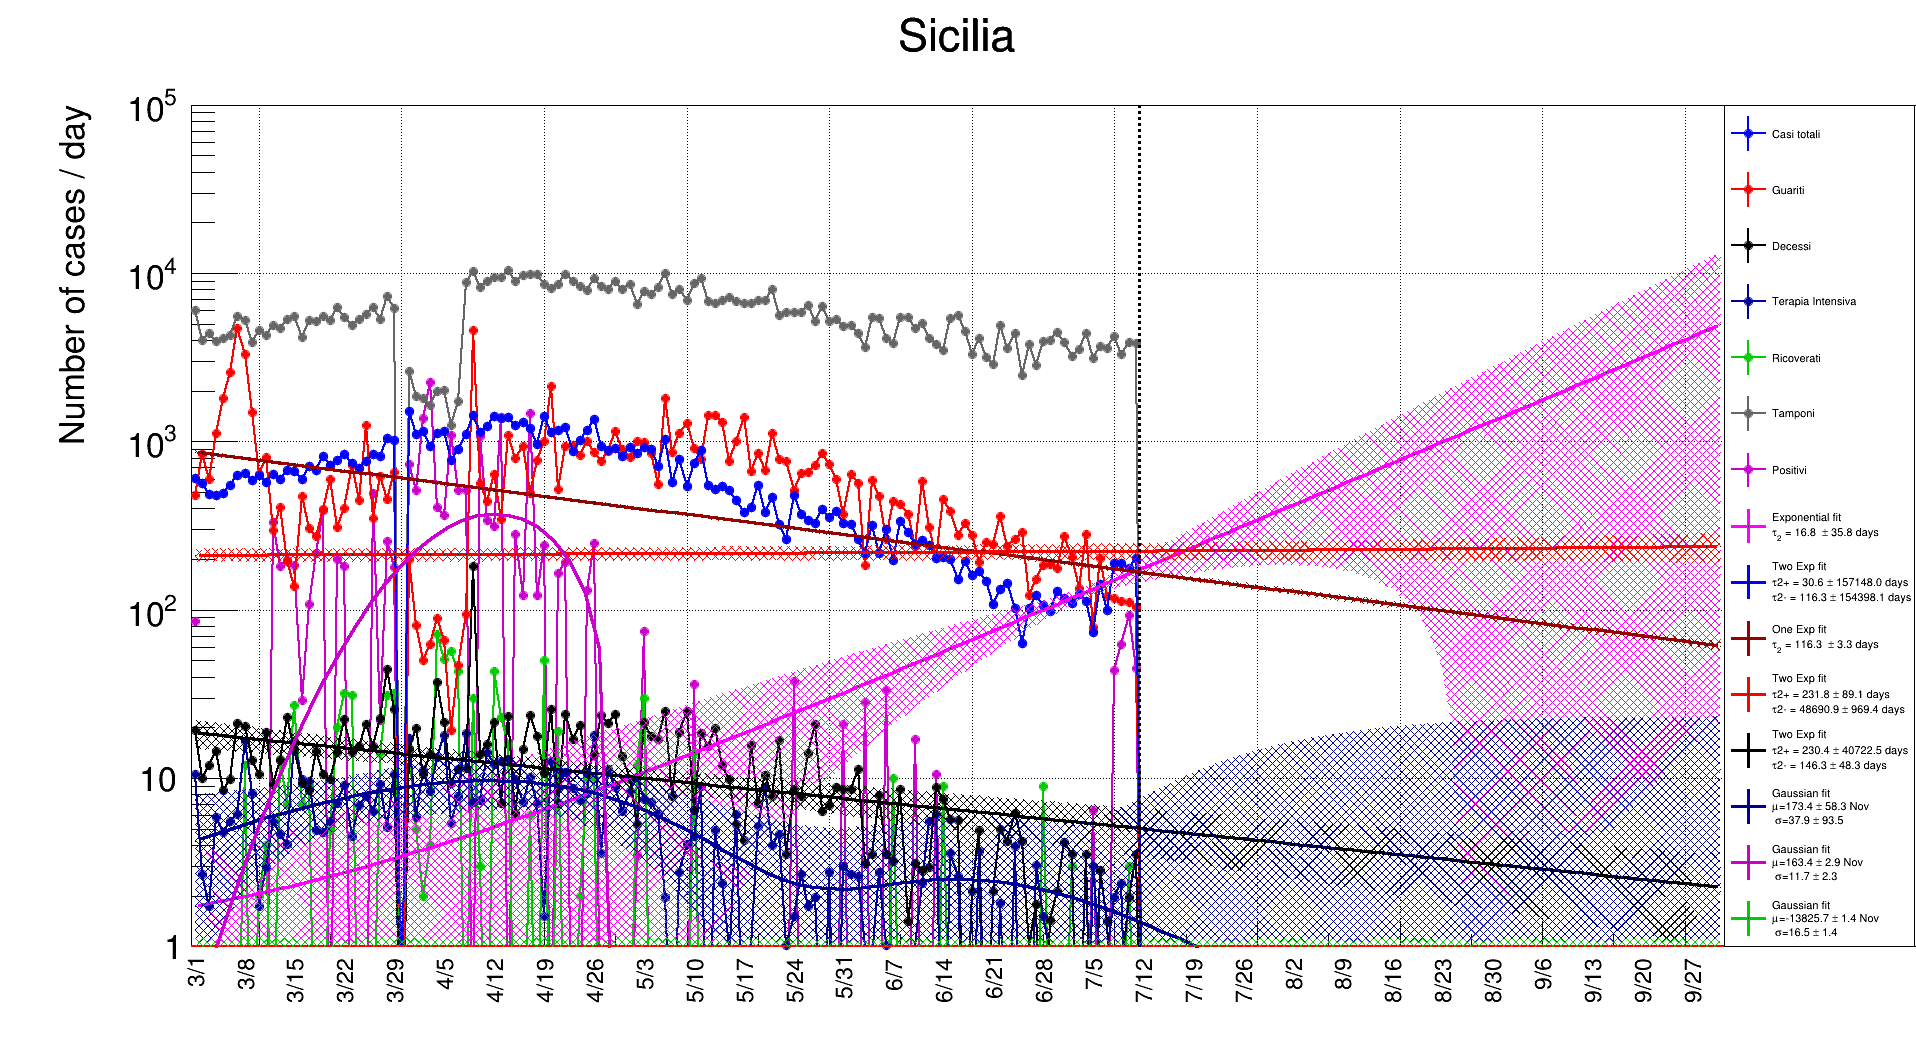 Sicilia
Number of cases / day
10^5
10^4
10^3
10^2
10
1
3/1 3/8 3/15 3/22 3/29 4/5 4/12 4/19 4/26 5/3 5/10 5/17 5/24 5/31 6/7 6/14 6/21 6/28 7/5 7/12 7/19 7/26 8/2 8/9 8/16 8/23 8/30 9/6 9/13 9/20 9/27
Casi totali
Guariti
Decessi
Terapia Intensiva
Ricoverati
Tamponi
Positivi
Exponential fit
τ2 = 16.8 ± 35.8 days
Two Exp fit
τ2+ = 30.6 ± 157148.0 days
τ2- = 116.3 ± 154398.1 days
One Exp fit
τ2 = 116.3 ± 3.3 days
Two Exp fit
τ2+ = 231.8 ± 89.1 days
τ2- = 48690.9 ± 969.4 days
Two Exp fit
τ2+ = 230.4 ± 40722.5 days
τ2- = 146.3 ± 48.3 days
Gaussian fit
μ=173.4 ± 58.3 Nov
σ=37.9 ± 93.5
Gaussian fit
μ=163.4 ± 2.9 Nov
σ=11.7 ± 2.3
Gaussian fit
μ=-13825.7 ± 1.4 Nov
σ=16.5 ± 1.4